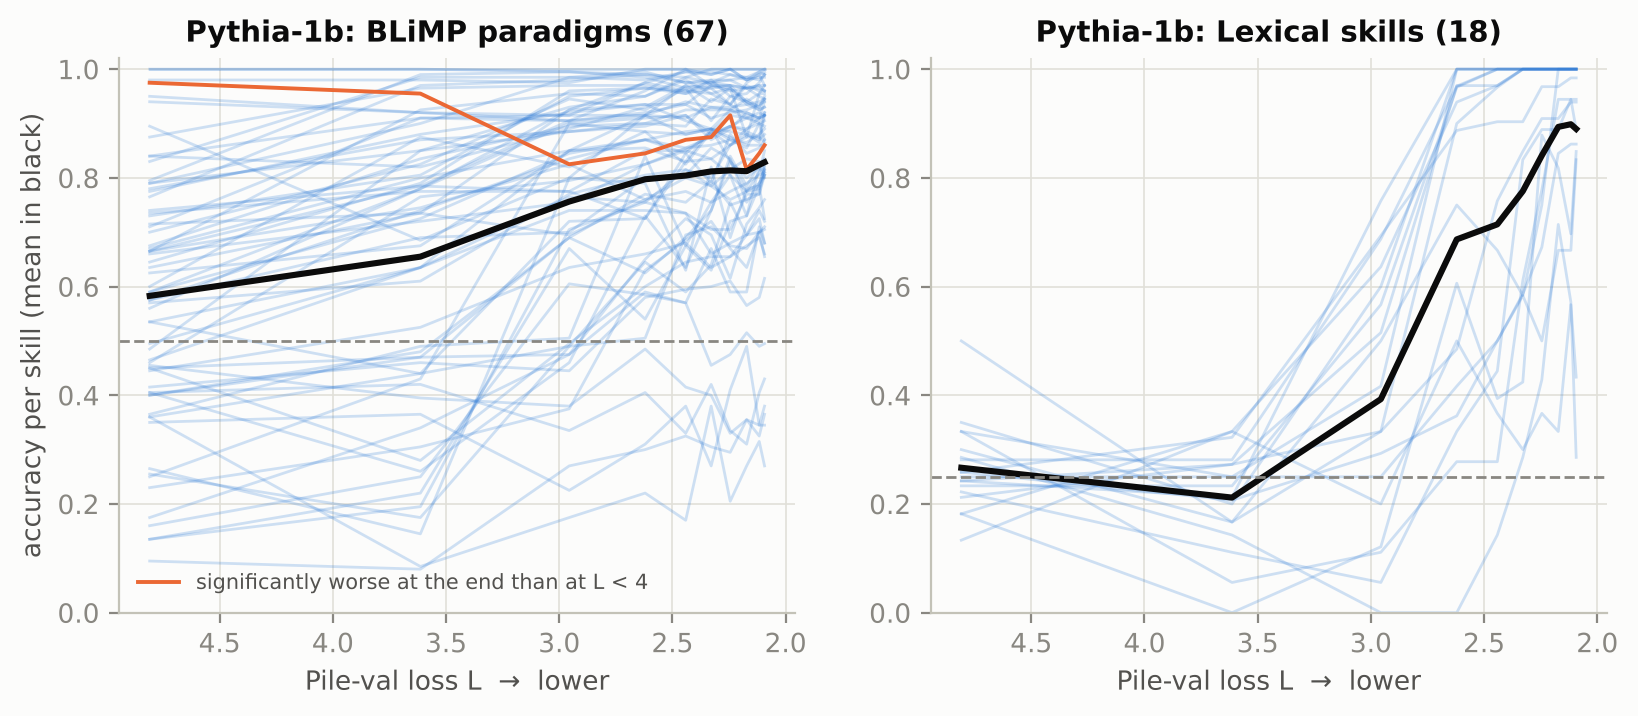 Pythia-1b: BLiMP paradigms (67)
accuracy per skill (mean in black)
1.0
0.8
0.6
0.4
0.2
0.0
significantly worse at the end than at L < 4
4.5 4.0 3.5 3.0 2.5 2.0
Pile-val loss L → lower
Pythia-1b: Lexical skills (18)
1.0
0.8
0.6
0.4
0.2
0.0
4.5 4.0 3.5 3.0 2.5 2.0
Pile-val loss L → lower